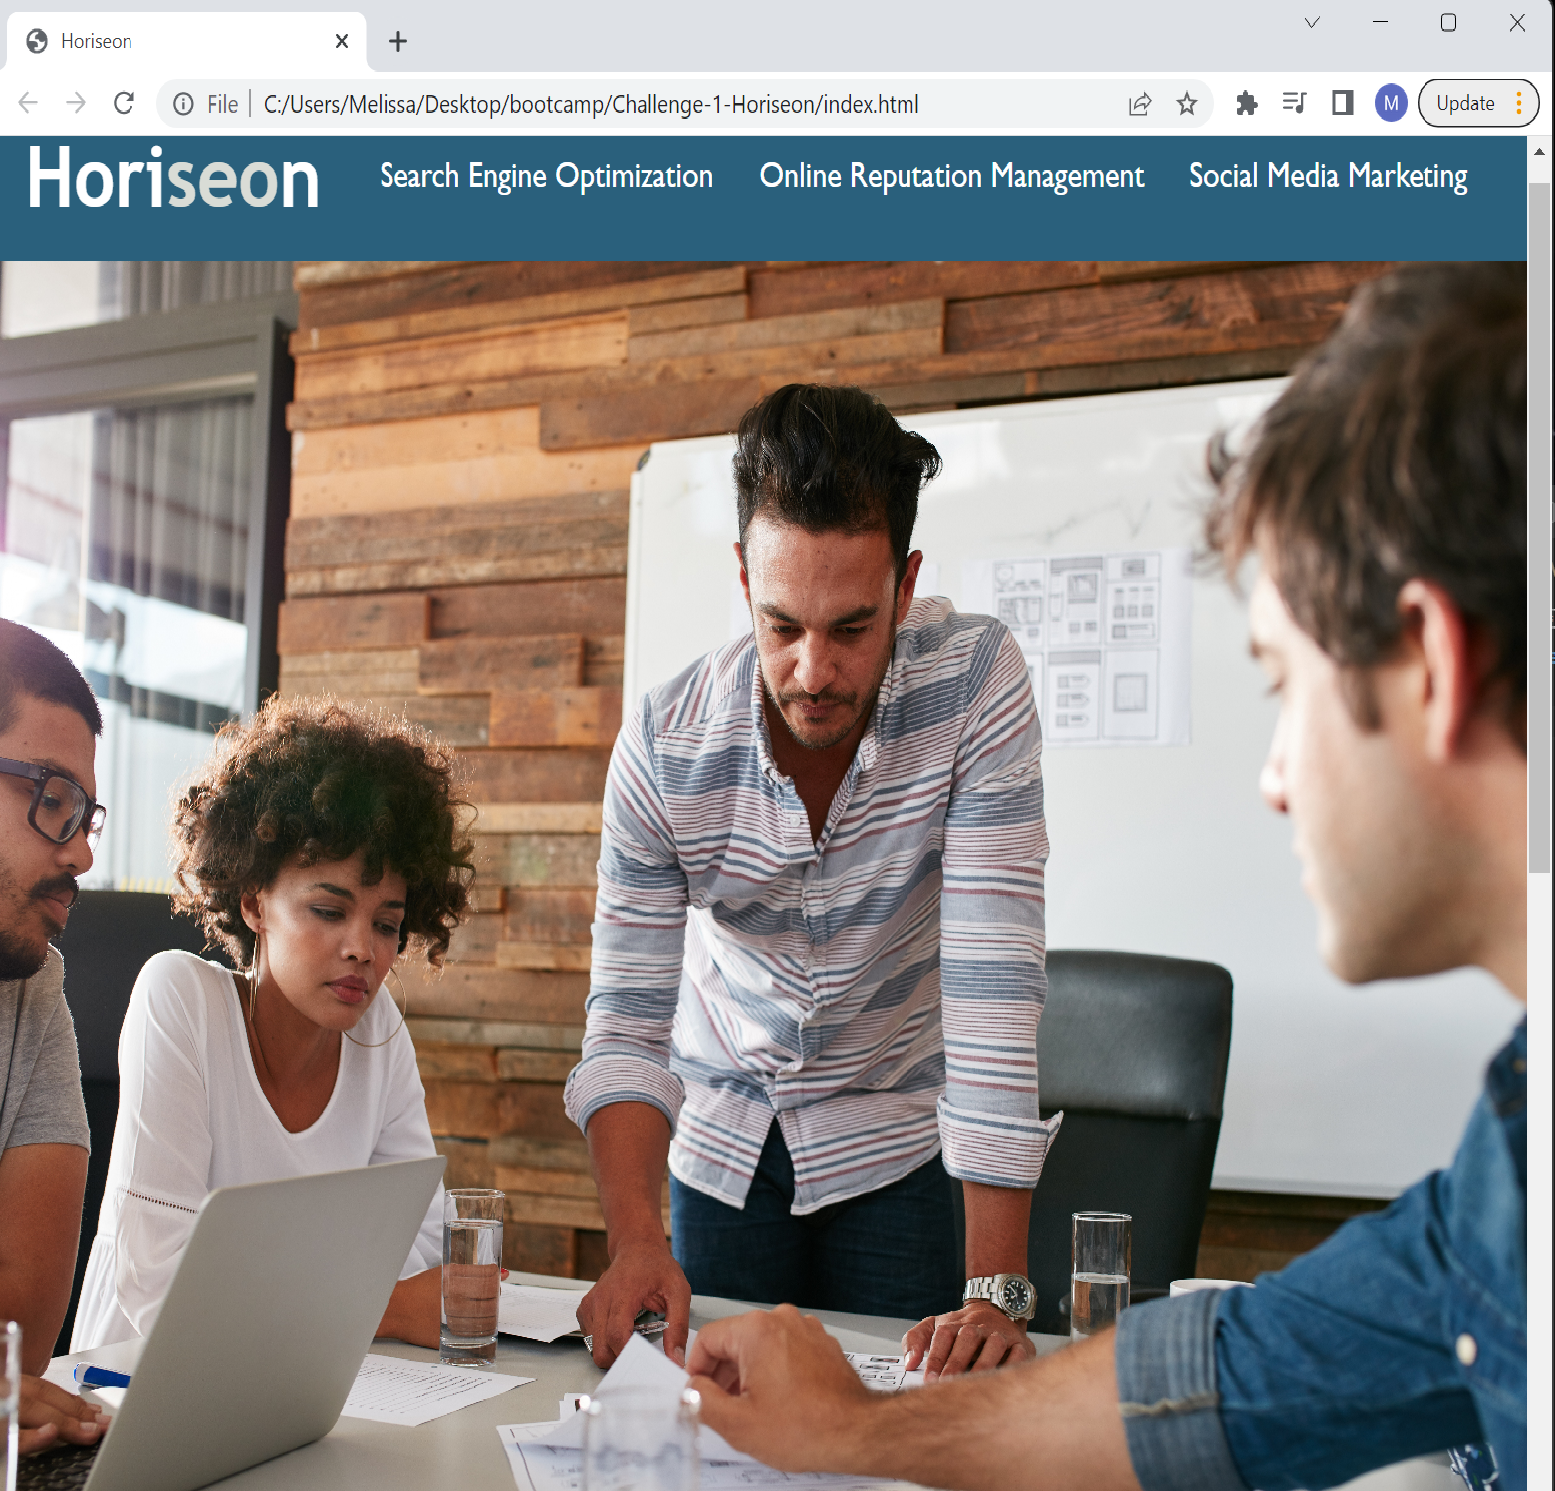 Horiseon
File C:/Users/Melissa/Desktop/bootcamp/Challenge-1-Horiseon/index.html M Update
Horiseon Search Engine Optimization Online Reputation Management Social Media Marketing